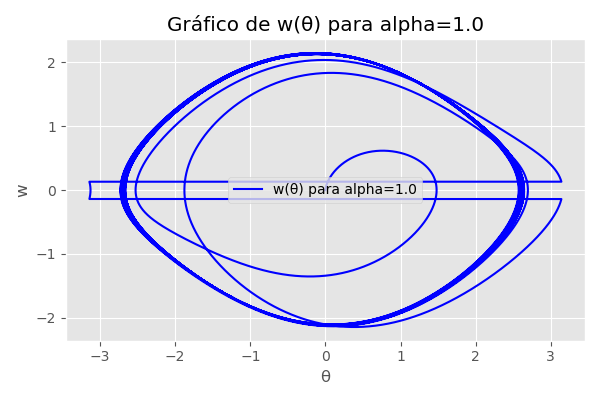 Gráfico de w(θ) para alpha=1.0
2
1
0
−1
−2
w
w(θ) para alpha=1.0
−3 −2 −1 0 1 2 3
θ